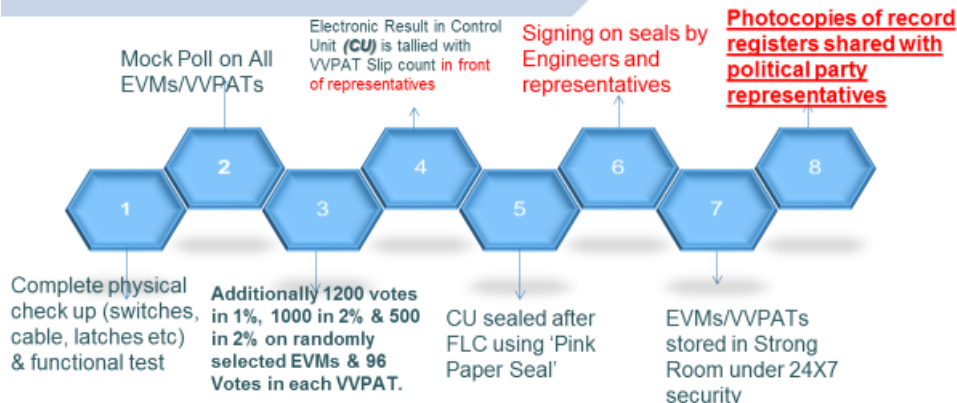 Mock Poll on All
EVMs/VVPATs
Electronic Result in Control
Unit (CU) is tallied with
VVPAT Slip count in front
of representatives
Signing on seals by
Engineers and
representatives
Photocopies of record
registers shared with
political party
representatives
1
2
3
4
5
6
7
8
Complete physical
check up (switches,
cable, latches etc)
& functional test
Additionally 1200 votes
in 1%, 1000 in 2% & 500
in 2% on randomly
selected EVMs & 96
Votes in each VVPAT.
CU sealed after
FLC using ‘Pink
Paper Seal’
EVMs/VVPATs
stored in Strong
Room under 24X7
security